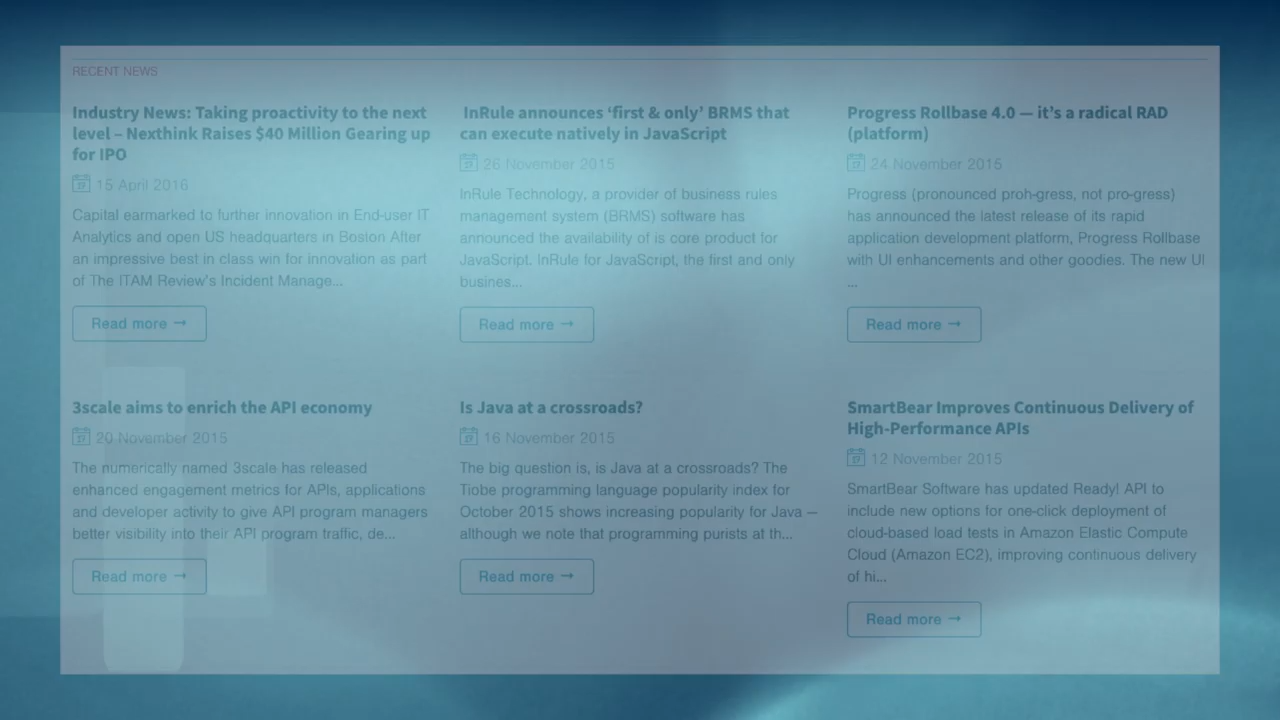 RECENT NEWS
Industry News: Taking proactivity to the next
level – Nexthink Raises $40 Million Gearing up
for IPO
15 April 2016
Capital earmarked to further innovation in End-user IT
Analytics and open US headquarters in Boston After
an impressive best in class win for innovation as part
of The ITAM Review's Incident Manage...
Read more →
InRule announces ‘first & only’ BRMS that
can execute natively in JavaScript
26 November 2015
InRule Technology, a provider of business rules
management system (BRMS) software has
announced the availability of is core product for
JavaScript. InRule for JavaScript, the first and only
busines...
Read more →
Progress Rollbase 4.0 — it’s a radical RAD
(platform)
24 November 2015
Progress (pronounced proh-gress, not pro-gress)
has announced the latest release of its rapid
application development platform, Progress Rollbase
with UI enhancements and other goodies. The new UI
...
Read more →
3scale aims to enrich the API economy
20 November 2015
The numerically named 3scale has released
enhanced engagement metrics for APIs, applications
and developer activity to give API program managers
better visibility into their API program traffic, de...
Read more →
Is Java at a crossroads?
16 November 2015
The big question is, is Java at a crossroads? The
Tiobe programming language popularity index for
October 2015 shows increasing popularity for Java —
although we note that programming purists at th...
Read more →
SmartBear Improves Continuous Delivery of
High-Performance APIs
12 November 2015
SmartBear Software has updated Ready! API to
include new options for one-click deployment of
cloud-based load tests in Amazon Elastic Compute
Cloud (Amazon EC2), improving continuous delivery
of hi...
Read more →